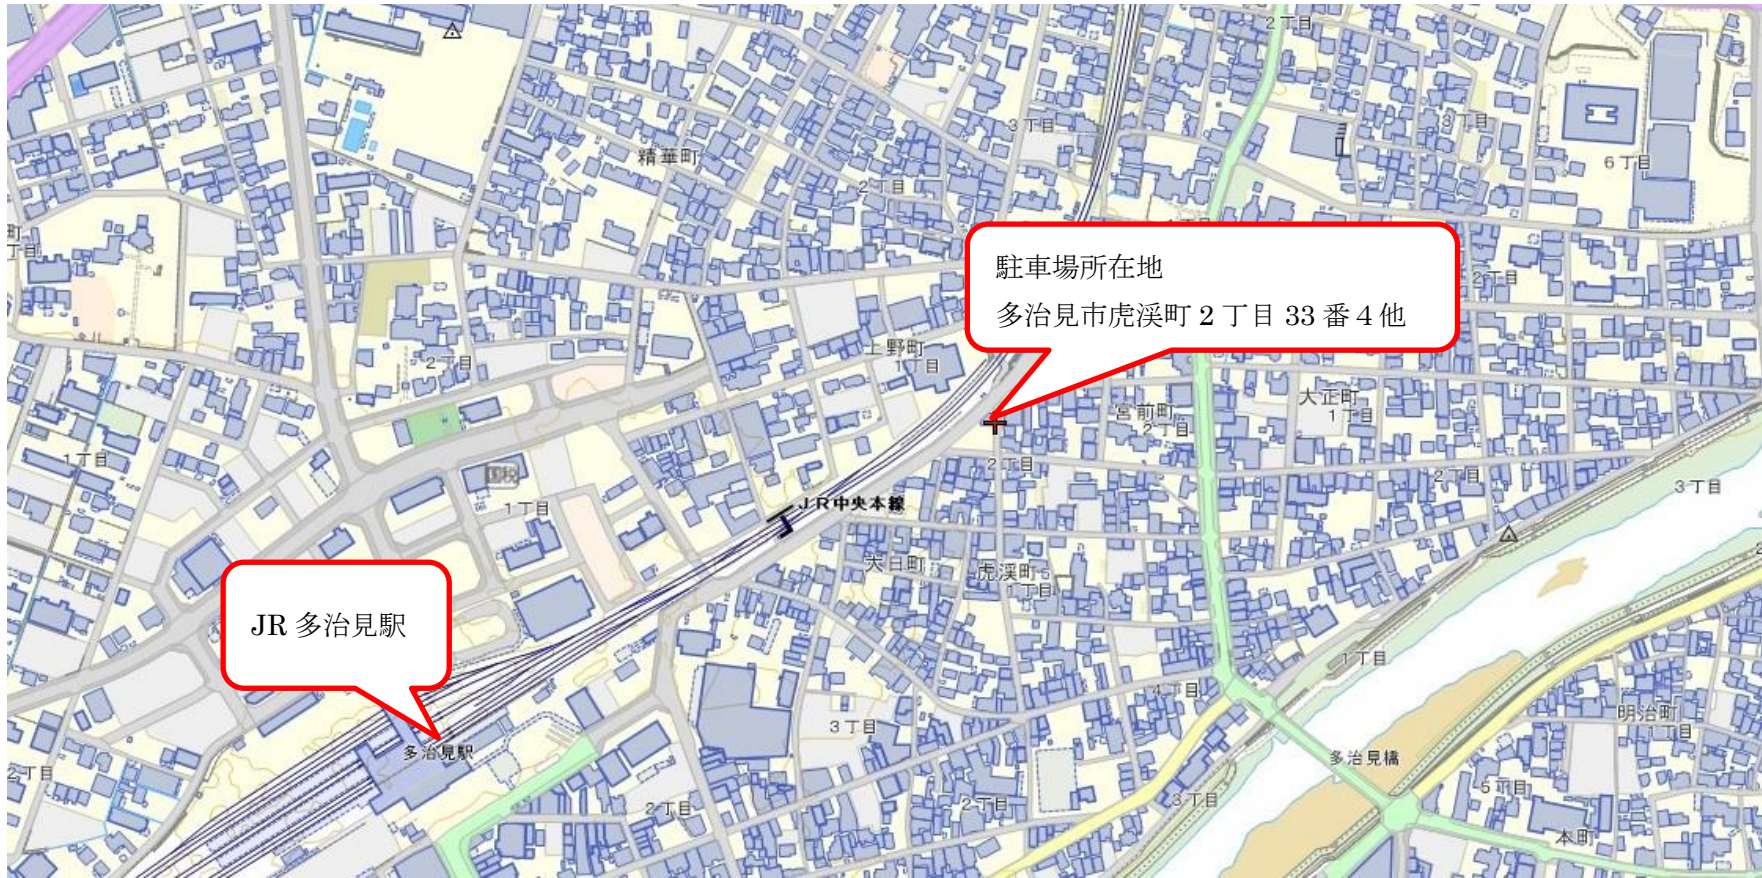 2丁目
3丁目
3丁目
精華町
2丁目
6丁目
駐車場所在地
多治見市虎渓町 2 丁目 33 番 4 他
2丁目
上野町
1丁目
2丁目
大正町
1丁目
宮前町
2丁目
1丁目
2丁目
2丁目
3丁目
1丁目
JR中央本線
大日町
虎渓町
1丁目
JR 多治見駅
1丁目
4丁目
3丁目
明治町
1丁目
多治見駅
多治見橋
2丁目
2丁目
2丁目
3丁目
5丁目
本町